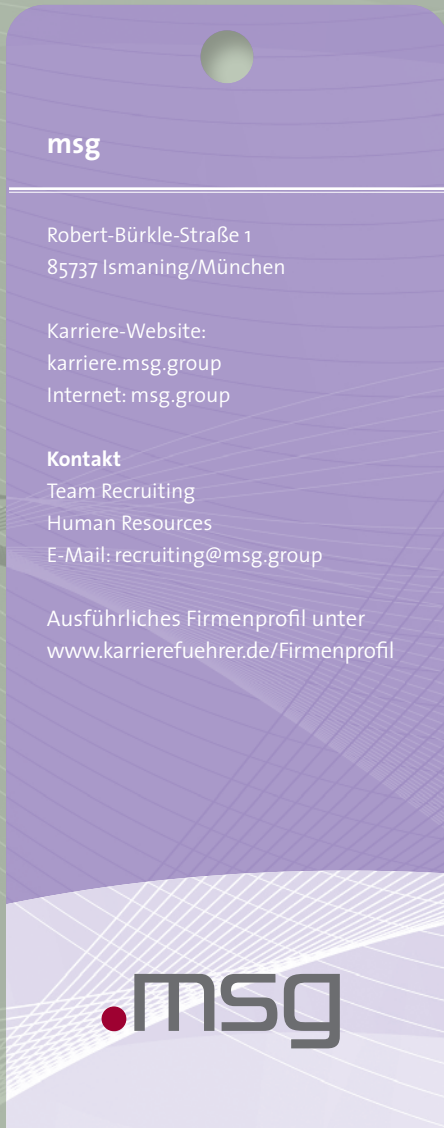 msg
Robert-Bürkle-Straße 1
85737 Ismaning/München
Karriere-Website:
karriere.msg.group
Internet: msg.group
Kontakt
Team Recruiting
Human Resources
E-Mail: recruiting@msg.group
Ausführliches Firmenprofil unter
www.karrierefuehrer.de/Firmenprofil
.msg